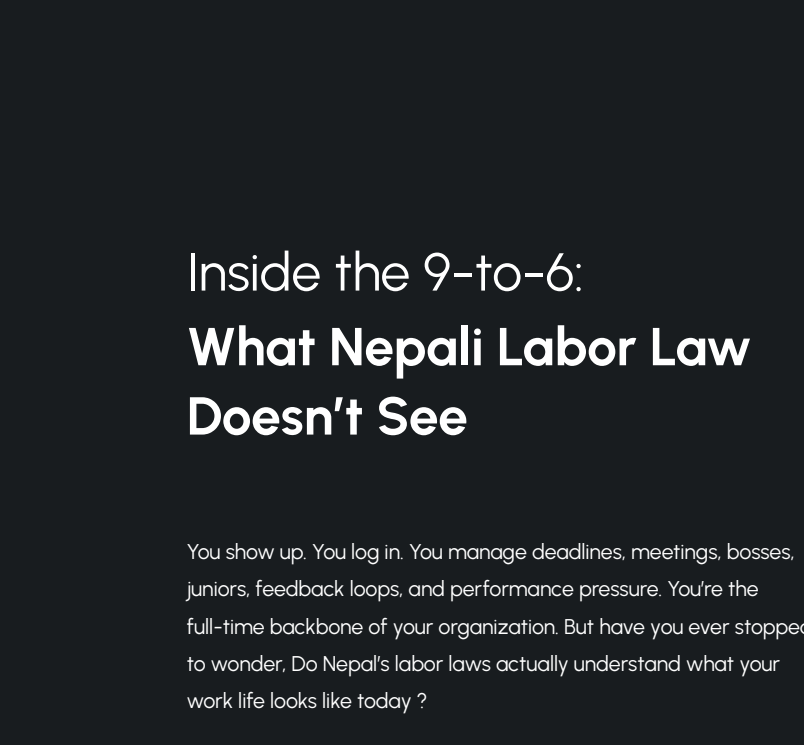 Inside the 9-to-6:
What Nepali Labor Law
Doesn't See
You show up. You log in. You manage deadlines, meetings, bosses,
juniors, feedback loops, and performance pressure. You're the
full-time backbone of your organization. But have you ever stopped
to wonder, Do Nepal's labor laws actually understand what your
work life looks like today ?